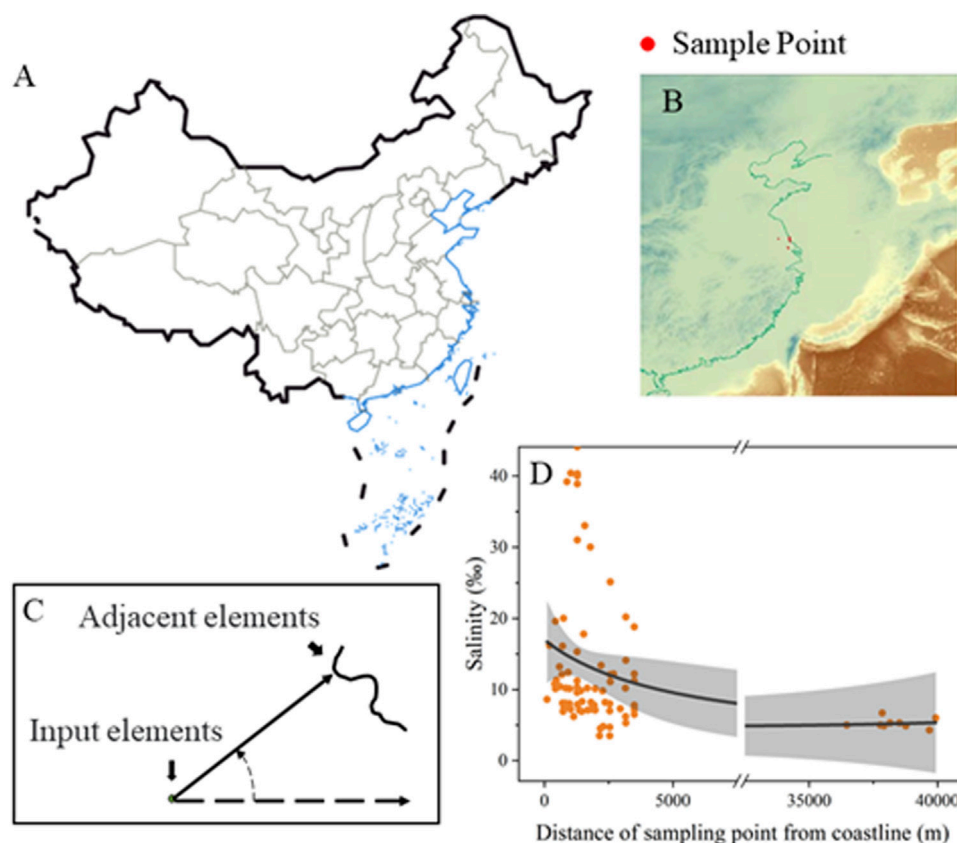 A
Sample Point
B
C
Adjacent elements
Input elements
D
Salinity (‰)
40
30
20
10
0
0
5000
35000
40000
Distance of sampling point from coastline (m)